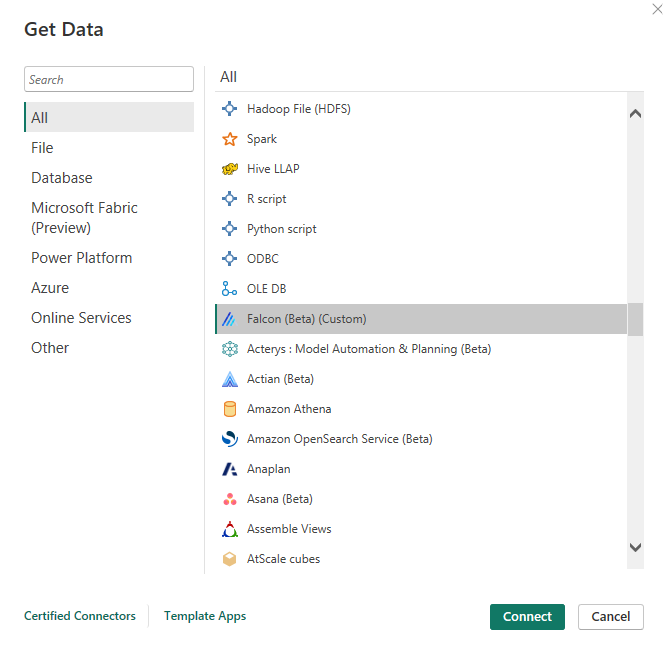 Get Data
Search
All
File
Database
Microsoft Fabric
(Preview)
Power Platform
Azure
Online Services
Other
All
Hadoop File (HDFS)
Spark
Hive LLAP
R script
Python script
ODBC
OLE DB
Falcon (Beta) (Custom)
Acterys : Model Automation & Planning (Beta)
Actian (Beta)
Amazon Athena
Amazon OpenSearch Service (Beta)
Anaplan
Asana (Beta)
Assemble Views
AtScale cubes
Certified Connectors
Template Apps
Connect
Cancel